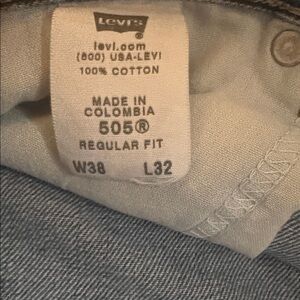 Levi's
levi.com
(800) USA-LEVI
100% COTTON
MADE IN
COLOMBIA
505®
REGULAR FIT
W38 L32